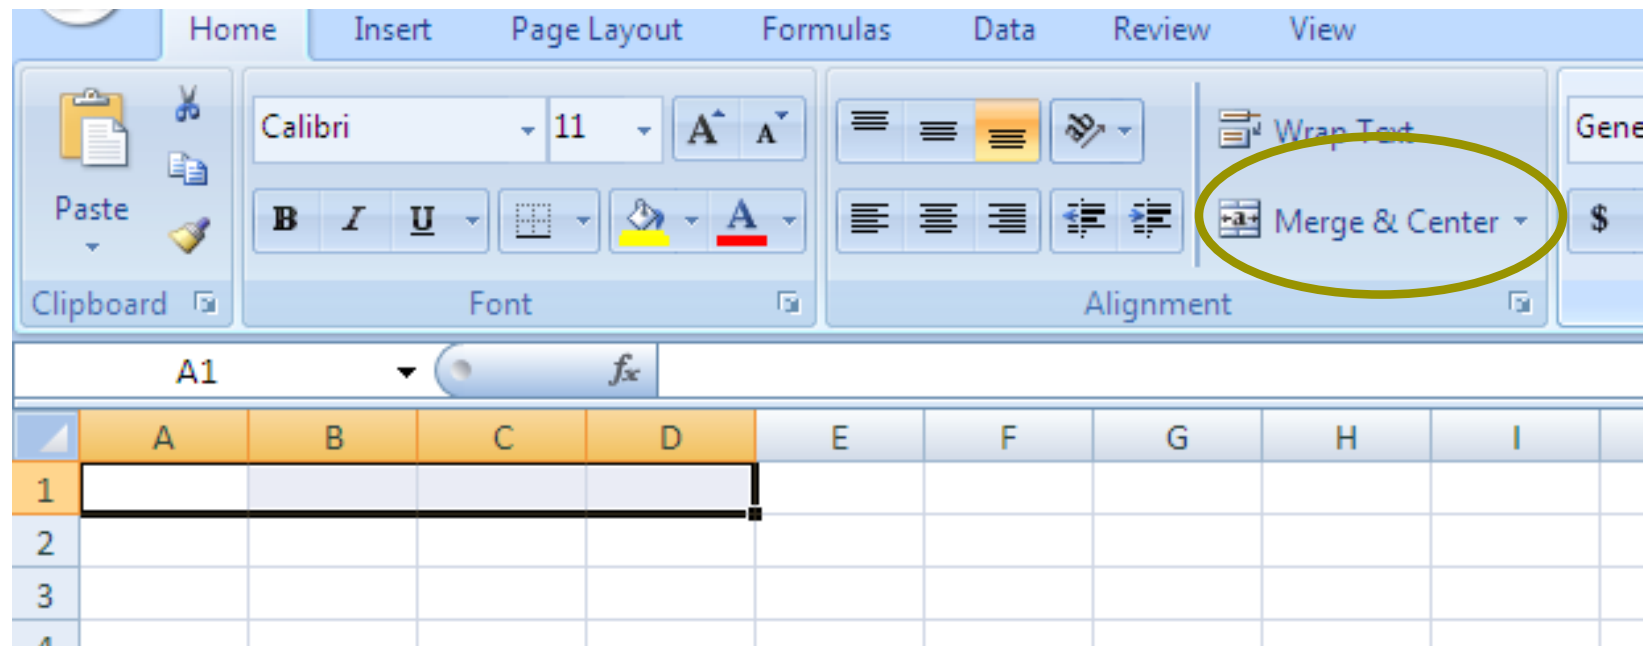 Home Insert Page Layout Formulas Data Review View
Calibri 11 A A Wrap Text Gene
Paste B I U A Merge & Center $
Clipboard Font Alignment
A1 fx
A B C D E F G H I
1
2
3
4